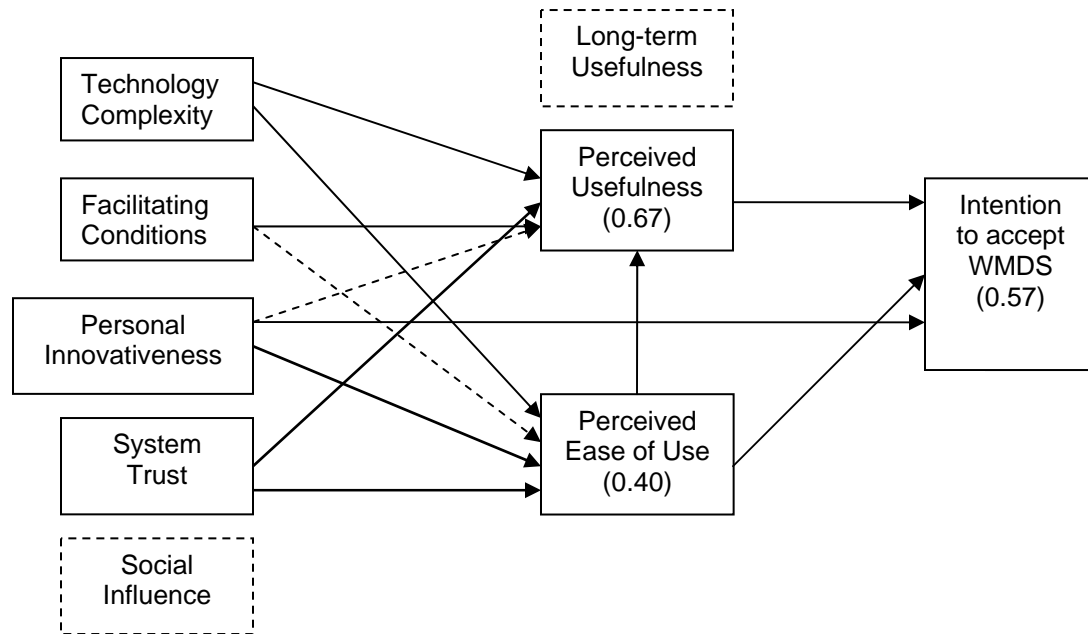 Long-term
Usefulness
Technology
Complexity
Perceived
Usefulness
(0.67)
Facilitating
Conditions
Intention
to accept
WMDS
(0.57)
Personal
Innovativeness
System
Trust
Perceived
Ease of Use
(0.40)
Social
Influence